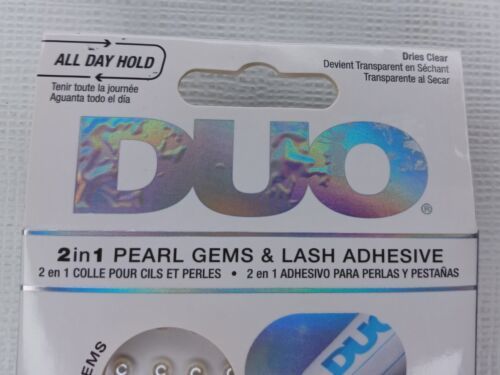 ALL DAY HOLD
Tenir toute la journée
Aguanta todo el día
Dries Clear
Devient Transparent en Séchant
Transparente al Secar
DUO®
2in1 PEARL GEMS & LASH ADHESIVE
2 en 1 COLLE POUR CILS ET PERLES • 2 en 1 ADHESIVO PARA PERLAS Y PESTAÑAS
EMS
DUO